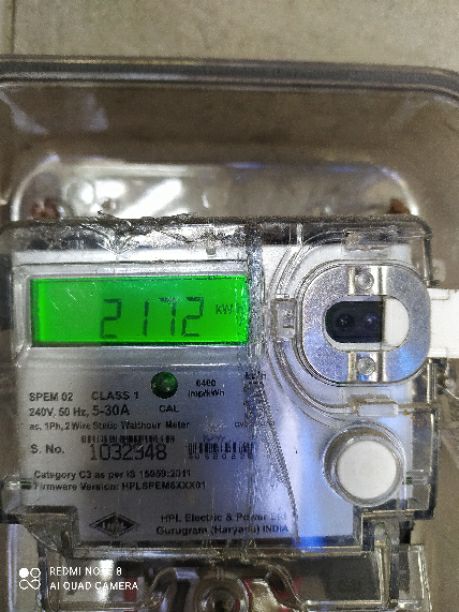 2172 kW
SPEM 02 CLASS 1
6400
imp/kWh
240V, 50 Hz, 5-30A CAL
ac, 1Ph, 2 Wire Static Watthour Meter
S. No. 1032948
Category C3 as per IS 15959:2011
Firmware Version: HPLSPEM6XXX01
HPL Electric & Power Ltd
Gurugram (Haryana) INDIA
REDMI NOTE 8
AI QUAD CAMERA